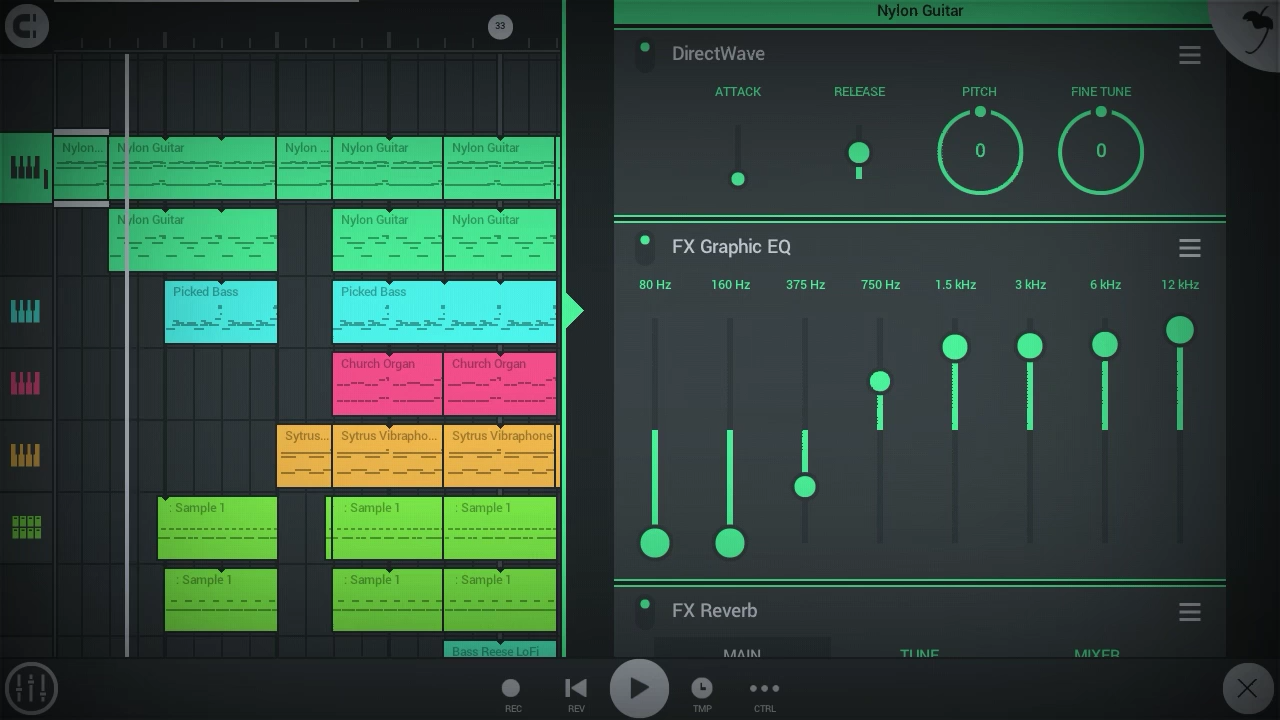 33
Nylon Guitar
DirectWave
ATTACK RELEASE PITCH FINE TUNE
0 0
Nylon... Nylon Guitar Nylon ... Nylon Guitar Nylon Guitar
Nylon Guitar Nylon Guitar Nylon Guitar
FX Graphic EQ
80 Hz 160 Hz 375 Hz 750 Hz 1.5 kHz 3 kHz 6 kHz 12 kHz
Picked Bass Picked Bass
Church Organ Church Organ
Sytrus... Sytrus Vibrapho... Sytrus Vibraphone
: Sample 1 : Sample 1 : Sample 1
: Sample 1 : Sample 1 : Sample 1
FX Reverb
Bass Reese LoFi
MAIN TUNE MIXER
REC REV TMP CTRL